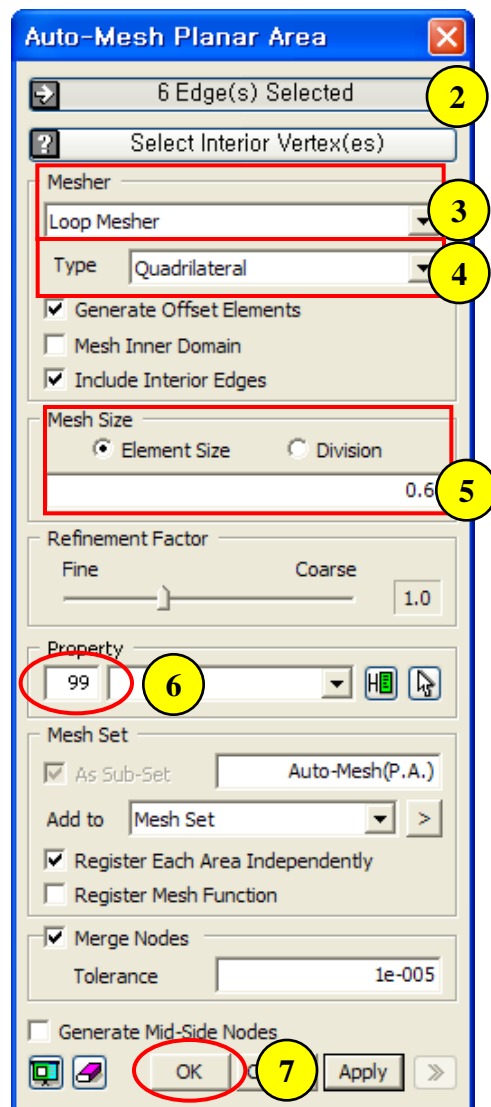 Auto-Mesh Planar Area
6 Edge(s) Selected
2
Select Interior Vertex(es)
Mesher
Loop Mesher
3
Type Quadrilateral
4
Generate Offset Elements
Mesh Inner Domain
Include Interior Edges
Mesh Size
Element Size Division
0.6
5
Refinement Factor
Fine Coarse
1.0
Property
99
6
Mesh Set
As Sub-Set Auto-Mesh(P.A.)
Add to Mesh Set >
Register Each Area Independently
Register Mesh Function
Merge Nodes
Tolerance 1e-005
Generate Mid-Side Nodes
OK 7 Apply >>